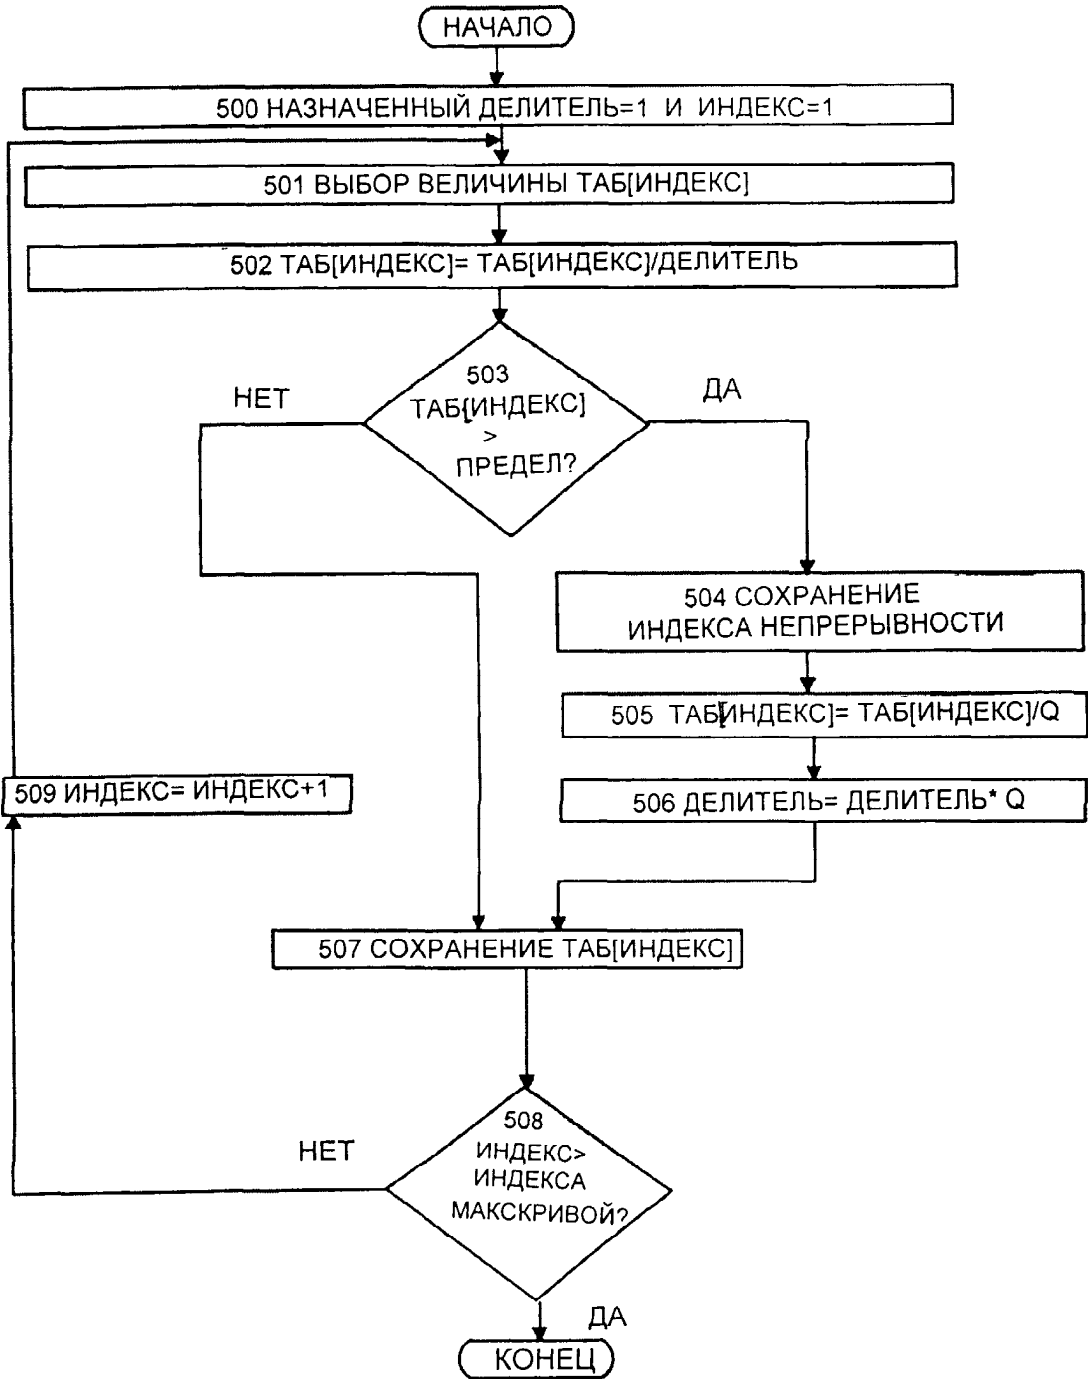 НАЧАЛО
500 НАЗНАЧЕННЫЙ ДЕЛИТЕЛЬ=1 И ИНДЕКС=1
501 ВЫБОР ВЕЛИЧИНЫ ТАБ[ИНДЕКС]
502 ТАБ[ИНДЕКС]= ТАБ[ИНДЕКС]/ДЕЛИТЕЛЬ
503
ТАБ[ИНДЕКС]
>
ПРЕДЕЛ?
НЕТ
ДА
504 СОХРАНЕНИЕ
ИНДЕКСА НЕПРЕРЫВНОСТИ
505 ТАБ[ИНДЕКС]= ТАБ[ИНДЕКС]/Q
506 ДЕЛИТЕЛЬ= ДЕЛИТЕЛЬ* Q
509 ИНДЕКС= ИНДЕКС+1
507 СОХРАНЕНИЕ ТАБ[ИНДЕКС]
508
ИНДЕКС>
ИНДЕКСА
МАКСКРИВОЙ?
НЕТ
ДА
КОНЕЦ